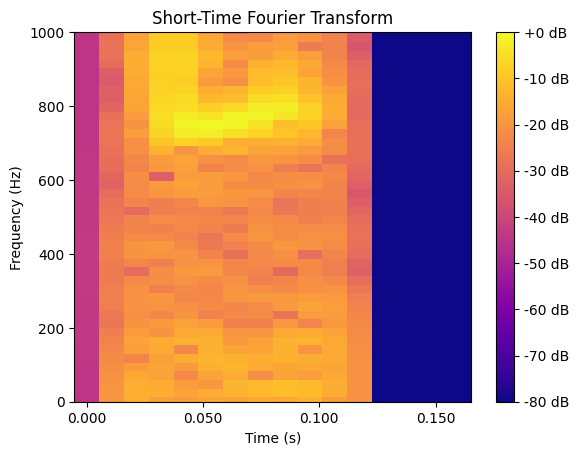 Short-Time Fourier Transform
Frequency (Hz)
1000
800
600
400
200
0
0.000
0.050
0.100
0.150
Time (s)
+0 dB
-10 dB
-20 dB
-30 dB
-40 dB
-50 dB
-60 dB
-70 dB
-80 dB